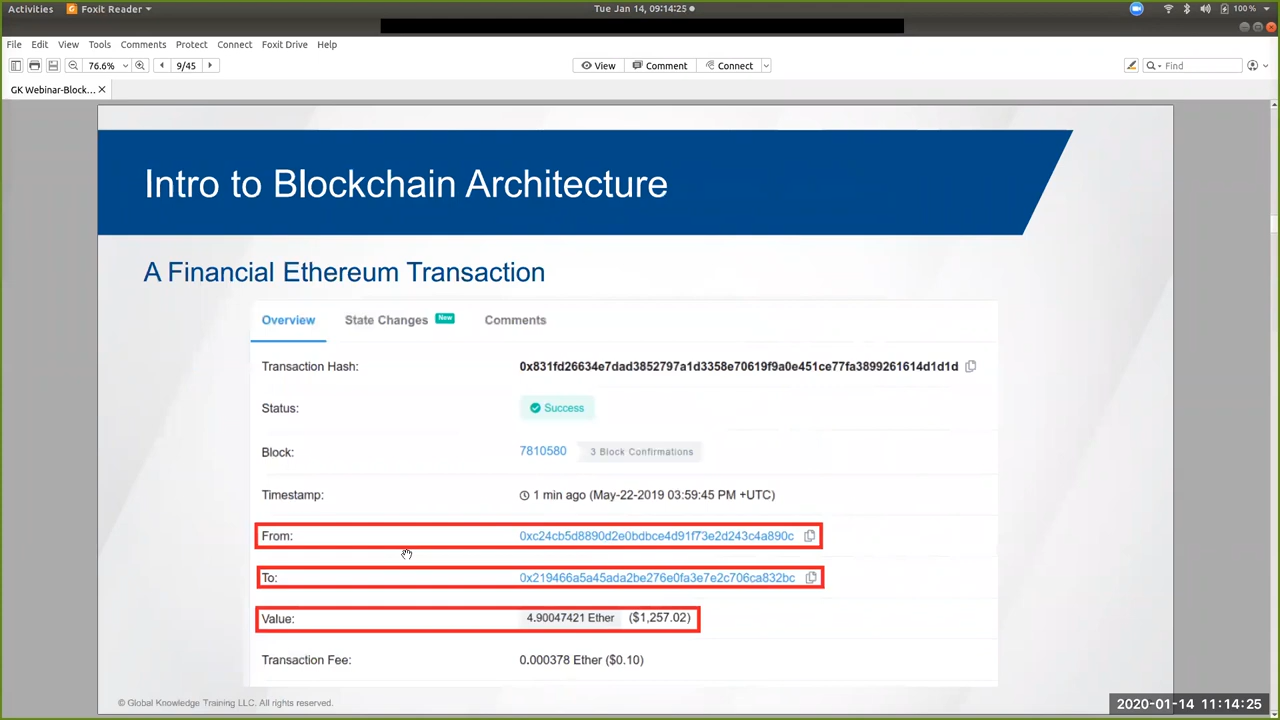 Activities Foxit Reader Tue Jan 14, 09:14:25 100 %
File Edit View Tools Comments Protect Connect Foxit Drive Help
76.6% 9/45 View Comment Connect Find
GK Webinar-Block...
Intro to Blockchain Architecture
A Financial Ethereum Transaction
Overview State Changes New Comments
Transaction Hash: 0x831fd26634e7dad3852797a1d3358e70619f9a0e451ce77fa3899261614d1d1d
Status: Success
Block: 7810580 3 Block Confirmations
Timestamp: 1 min ago (May-22-2019 03:59:45 PM +UTC)
From: 0xc24cb5d8890d2e0bdbce4d91f73e2d243c4a890c
To: 0x219466a5a45ada2be276e0fa3e7e2c706ca832bc
Value: 4.90047421 Ether ($1,257.02)
Transaction Fee: 0.000378 Ether ($0.10)
© Global Knowledge Training LLC. All rights reserved.
2020-01-14 11:14:25